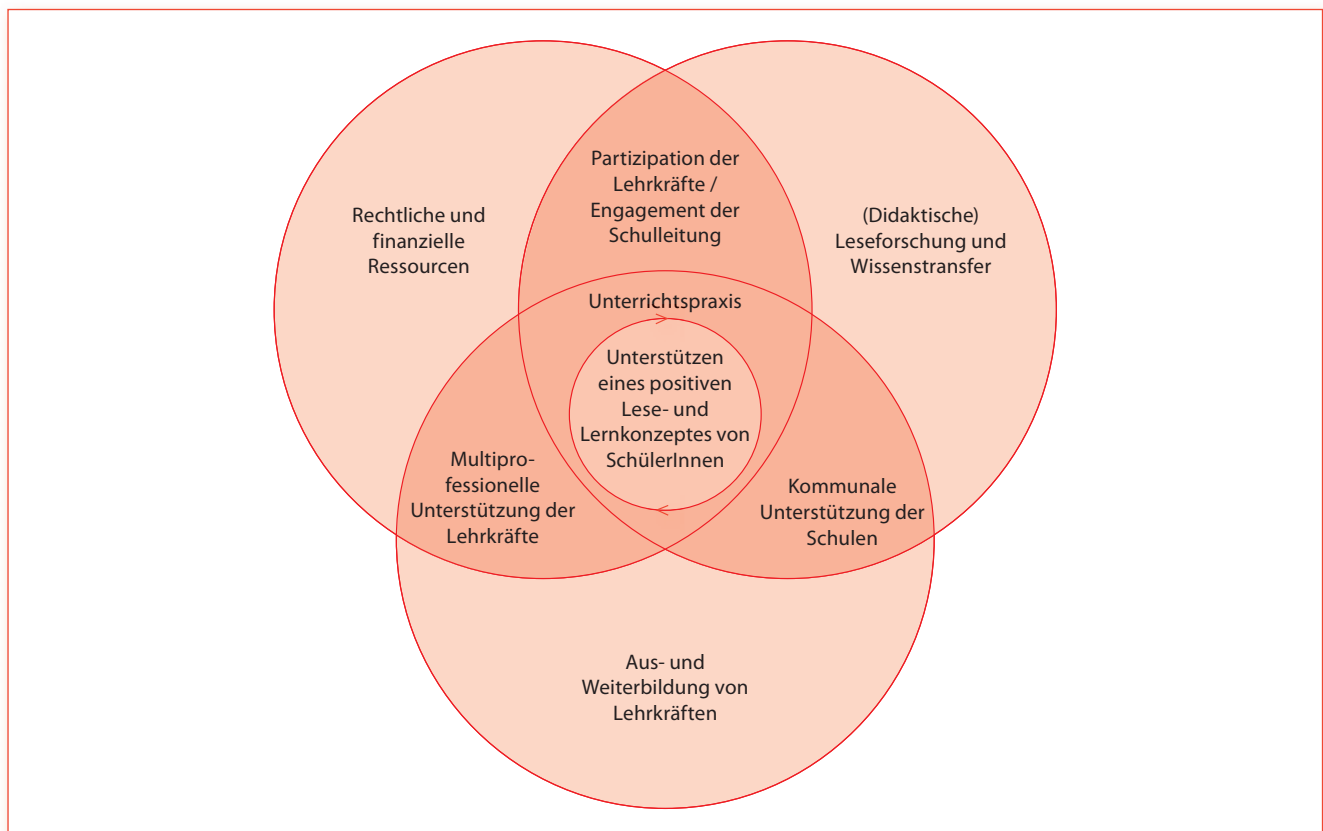 Partizipation der
Lehrkräfte /
Engagement der
Schulleitung
Rechtliche und
finanzielle
Ressourcen
(Didaktische)
Leseforschung und
Wissenstransfer
Unterrichtspraxis
Unterstützen
eines positiven
Lese- und
Lernkonzeptes von
SchülerInnen
Multipro-
fessionelle
Unterstützung der
Lehrkräfte
Kommunale
Unterstützung der
Schulen
Aus- und
Weiterbildung von
Lehrkräften